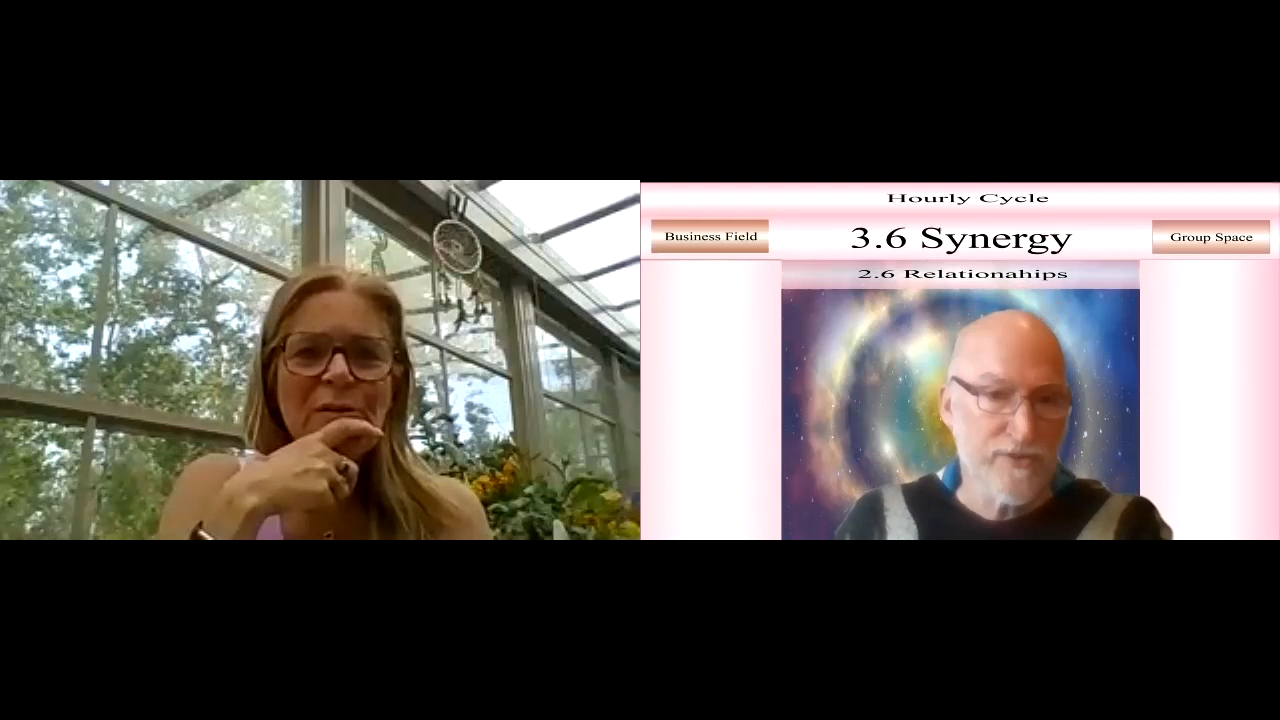 Hourly Cycle
Business Field
3.6 Synergy
Group Space
2.6 Relationahips